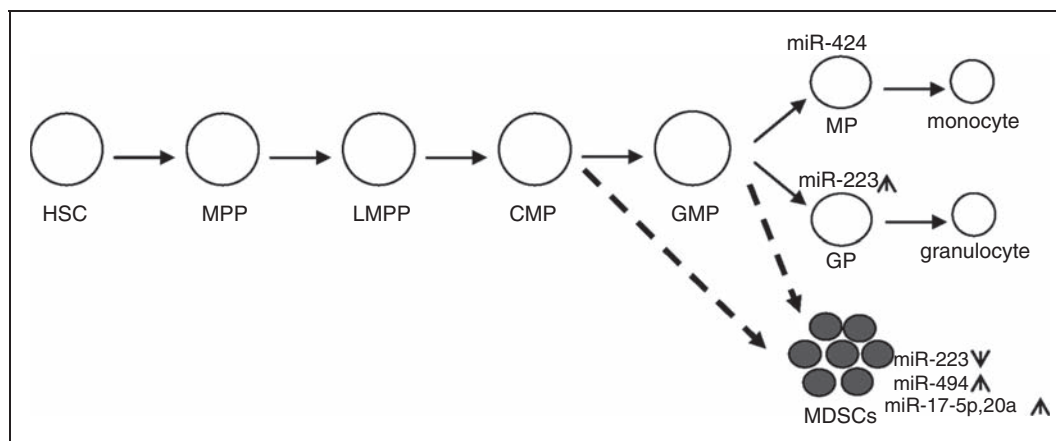 miR-424
MP
monocyte
HSC
MPP
LMPP
CMP
GMP
miR-223
GP
granulocyte
miR-223
miR-494
miR-17-5p,20a
MDSCs